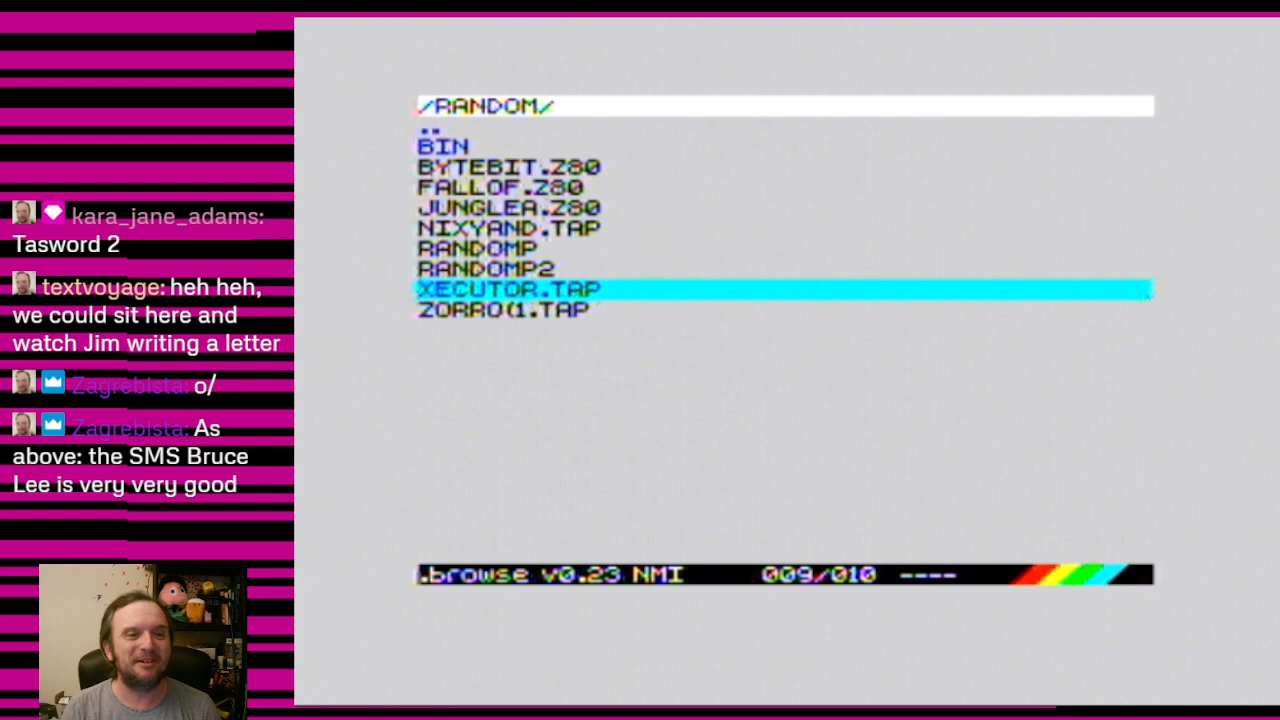 kara_jane_adams:
Tasword 2
textvoyage: heh heh,
we could sit here and
watch Jim writing a letter
Zagrebista: o/
Zagrebista: As
above: the SMS Bruce
Lee is very very good
/RANDOM/
..
BIN
BYTEBIT.Z80
FALLOF.Z80
JUNGLEA.Z80
NIXYAND.TAP
RANDOMP
RANDOMP2
XECUTOR.TAP
ZORRO(1.TAP
.browse v0.23 NMI 009/010 ----